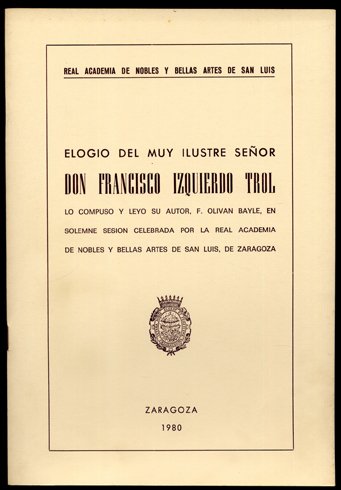 REAL ACADEMIA DE NOBLES Y BELLAS ARTES DE SAN LUIS
ELOGIO DEL MUY ILUSTRE SEÑOR
DON FRANCISCO IZQUIERDO TROL
LO COMPUSO Y LEYO SU AUTOR, F. OLIVAN BAYLE, EN
SOLEMNE SESION CELEBRADA POR LA REAL ACADEMIA
DE NOBLES Y BELLAS ARTES DE SAN LUIS, DE ZARAGOZA
ZARAGOZA
1980